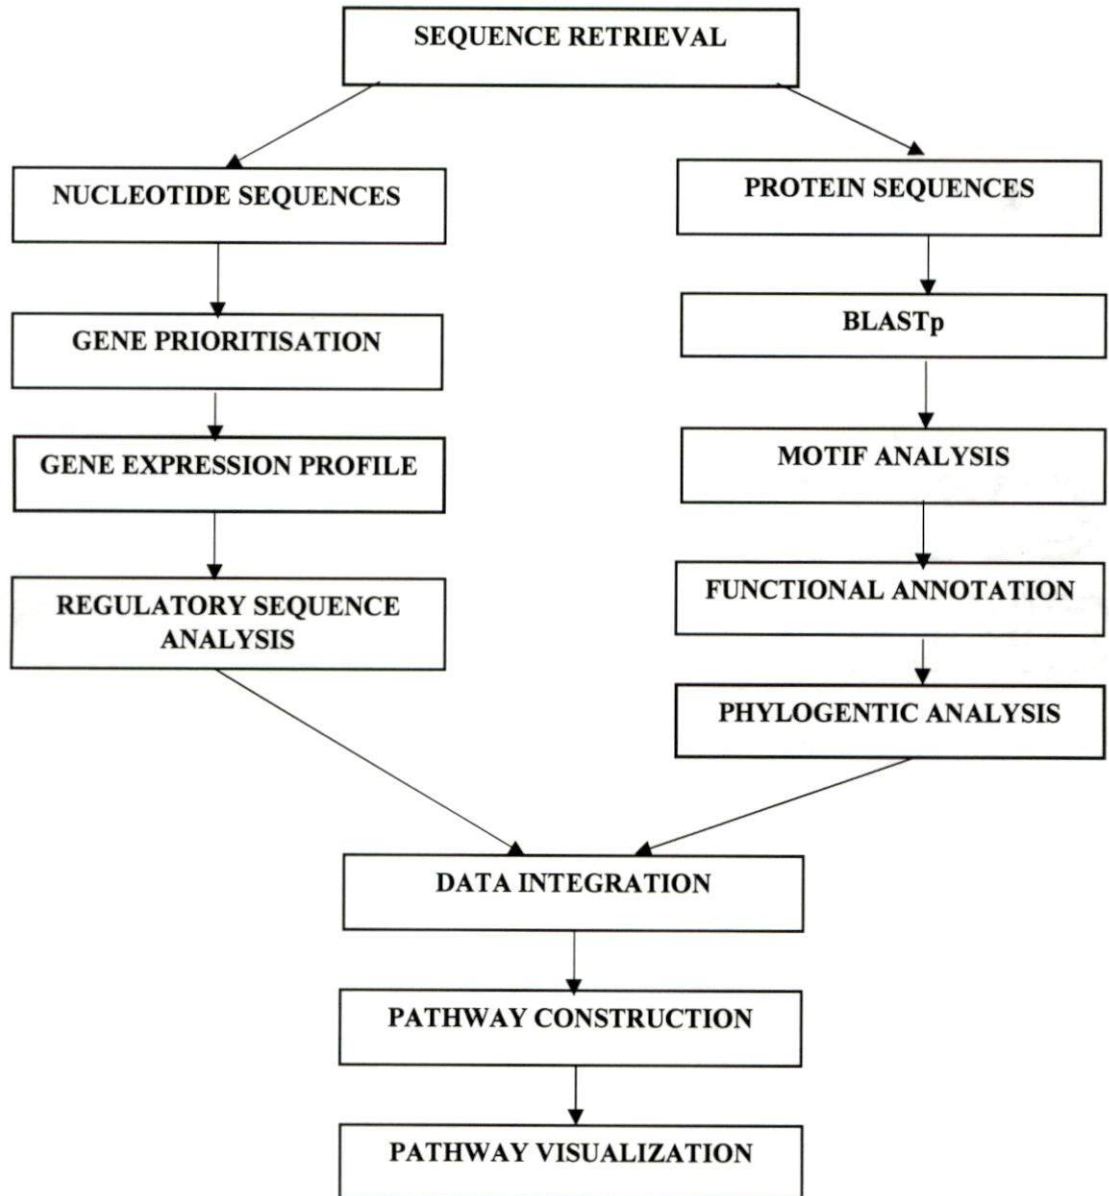 SEQUENCE RETRIEVAL
NUCLEOTIDE SEQUENCES
PROTEIN SEQUENCES
GENE PRIORITISATION
BLASTp
GENE EXPRESSION PROFILE
MOTIF ANALYSIS
REGULATORY SEQUENCE
ANALYSIS
FUNCTIONAL ANNOTATION
PHYLOGENTIC ANALYSIS
DATA INTEGRATION
PATHWAY CONSTRUCTION
PATHWAY VISUALIZATION